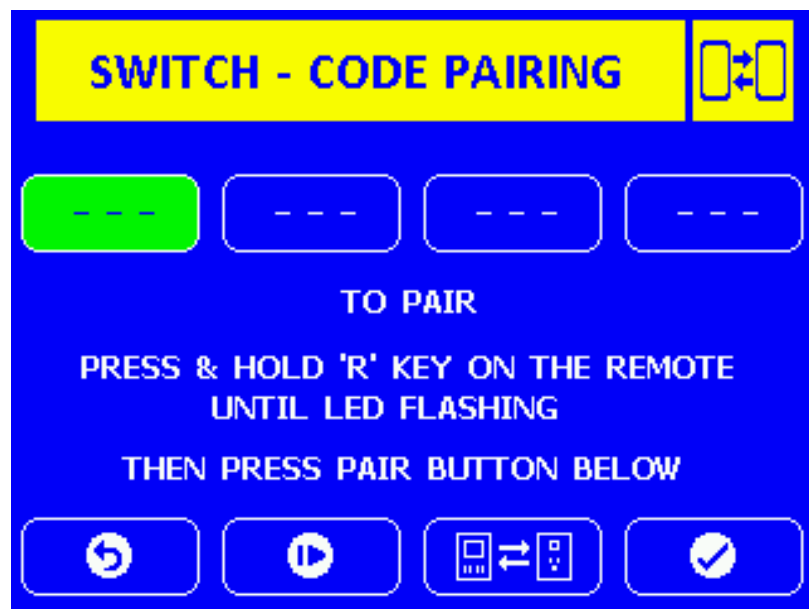 SWITCH - CODE PAIRING
--- --- --- ---
TO PAIR
PRESS & HOLD 'R' KEY ON THE REMOTE
UNTIL LED FLASHING
THEN PRESS PAIR BUTTON BELOW